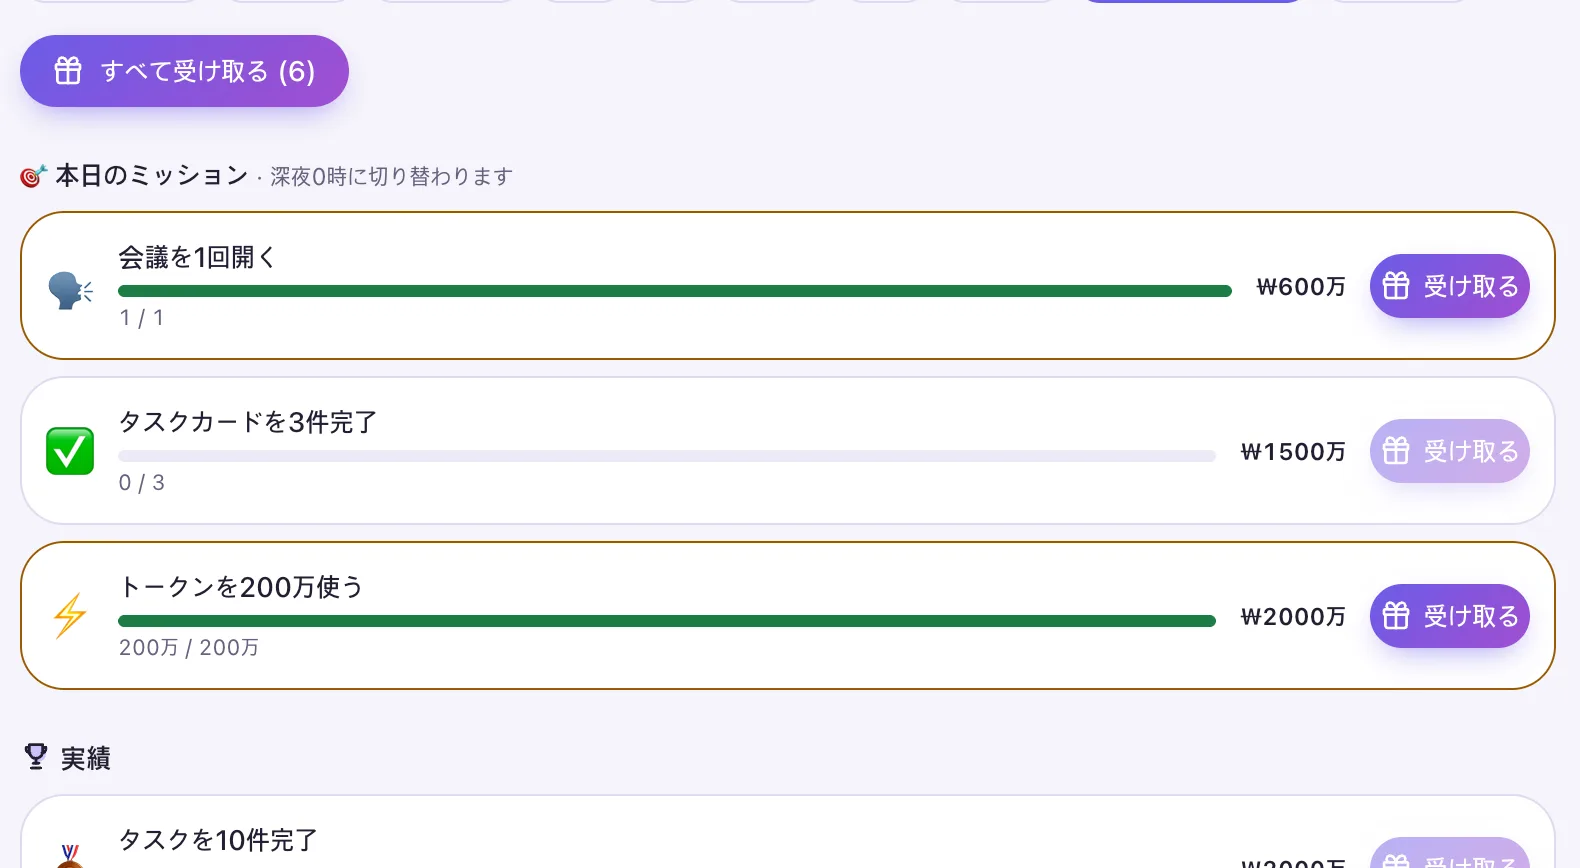 すべて受け取る (6)
本日のミッション · 深夜0時に切り替わります
会議を1回開く
₩600万
受け取る
1 / 1
タスクカードを3件完了
₩1500万
受け取る
0 / 3
トークンを200万使う
₩2000万
受け取る
200万 / 200万
実績
タスクを10件完了